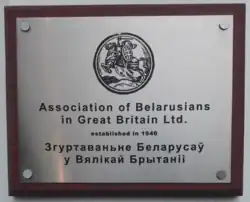 Association of Belarusians
in Great Britain Ltd.
established in 1946
Згуртаваньне Беларусаў
у Вялікай Брытаніі